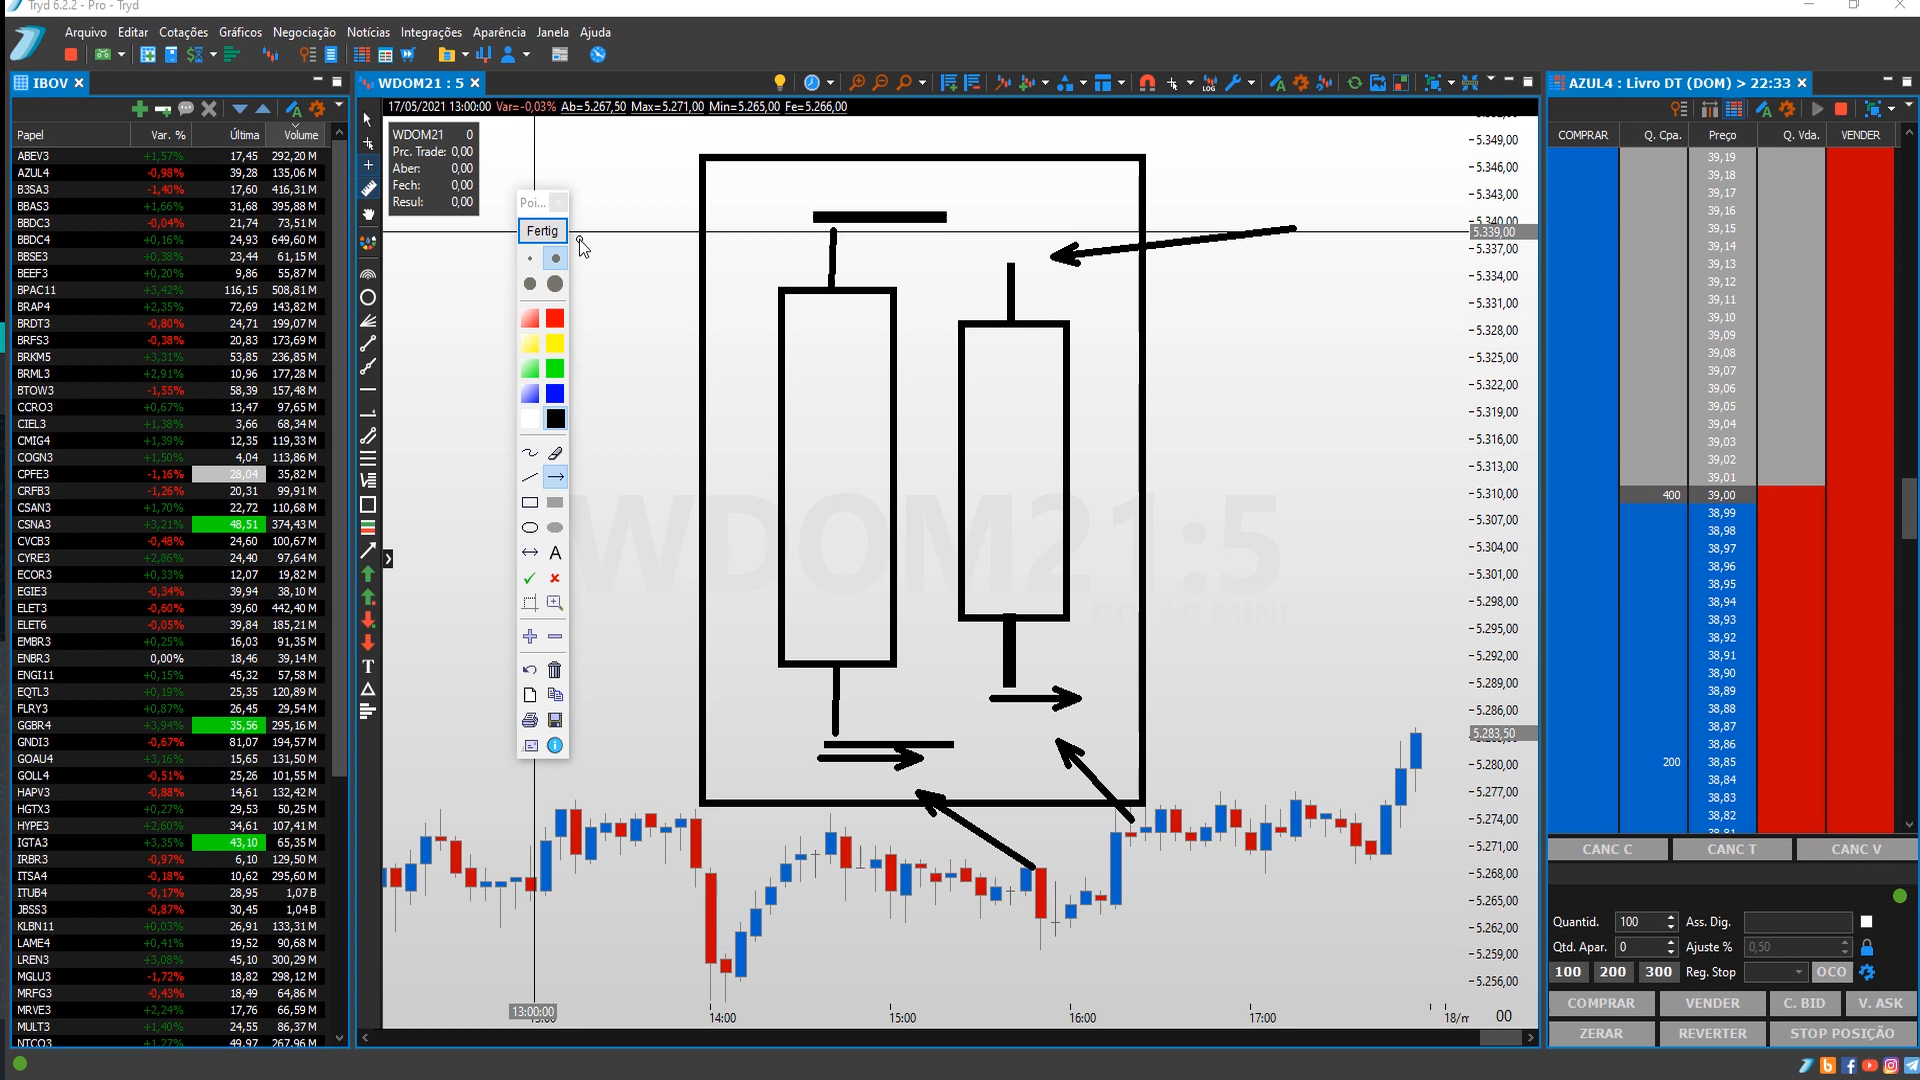 Tryd 6.2.2 - Pro - Tryd
Arquivo Editar Cotações Gráficos Negociação Notícias Integrações Aparência Janela Ajuda
IBOV
WDOM21 : 5
AZUL4 : Livro DT (DOM) > 22:33
17/05/2021 13:00:00 Var=-0,03% Ab=5.267,50 Max=5.271,00 Min=5.265,00 Fe=5.266,00
Papel Var. % Última Volume
ABEV3 +1,57% 17,45 292,20 M
AZUL4 -0,98% 39,28 135,06 M
B3SA3 -1,40% 17,60 416,31 M
BBAS3 +1,66% 31,68 395,88 M
BBDC3 -0,04% 21,74 73,51 M
BBDC4 +0,16% 24,93 649,60 M
BBSE3 +0,38% 23,44 61,15 M
BEEF3 +0,20% 9,86 55,87 M
BPAC11 +3,42% 116,15 508,81 M
BRAP4 +2,35% 72,69 143,82 M
BRDT3 -0,80% 24,71 199,07 M
BRFS3 -0,38% 20,83 173,69 M
BRKM5 +3,31% 53,85 236,85 M
BRML3 +2,91% 10,96 177,28 M
BTOW3 -1,55% 58,39 157,48 M
CCRO3 +0,67% 13,47 97,65 M
CIEL3 +1,38% 3,66 68,34 M
CMIG4 +1,39% 12,35 119,33 M
COGN3 +1,50% 4,04 113,86 M
CPFE3 -1,16% 28,04 35,82 M
CRFB3 -1,26% 20,31 99,91 M
CSAN3 +1,70% 22,72 110,68 M
CSNA3 +3,21% 48,51 374,43 M
CVCB3 -0,48% 24,60 100,67 M
CYRE3 +2,86% 24,40 97,64 M
ECOR3 +0,33% 12,07 19,82 M
EGIE3 -0,34% 39,94 38,10 M
ELET3 -0,60% 39,60 442,40 M
ELET6 -0,05% 39,84 185,21 M
EMBR3 +0,25% 16,03 91,35 M
ENBR3 0,00% 18,46 39,14 M
ENGI11 +0,15% 45,32 57,58 M
EQTL3 +0,19% 25,35 120,89 M
FLRY3 +0,87% 26,45 29,54 M
GGBR4 +3,94% 35,56 295,16 M
GNDI3 -0,67% 81,07 194,57 M
GOAU4 +3,16% 15,65 131,50 M
GOLL4 -0,51% 25,26 101,55 M
HAPV3 -0,88% 14,61 132,42 M
HGTX3 +0,27% 29,53 50,25 M
HYPE3 +2,60% 34,61 107,41 M
IGTA3 +3,35% 43,10 65,35 M
IRBR3 -0,97% 6,10 129,50 M
ITSA4 -0,18% 10,62 295,60 M
ITUB4 -0,17% 28,95 1,07 B
JBSS3 -0,87% 30,45 1,04 B
KLBN11 +0,03% 26,91 133,31 M
LAME4 +0,41% 19,52 90,68 M
LREN3 +3,08% 45,10 300,29 M
MGLU3 -1,72% 18,82 298,12 M
MRFG3 -0,43% 18,49 64,86 M
MRVE3 +2,24% 17,76 66,59 M
MULT3 +1,40% 24,55 86,37 M
NTCO3 +1,27% 49,97 267,96 M
WDOM21 0
Prc. Trade: 0,00
Aber: 0,00
Fech: 0,00
Resul: 0,00
Poi...
Fertig
A
T
LOG
WDOM21:5
DOLAR MINI
5.349,00
5.346,00
5.343,00
5.340,00
5.339,00
5.337,00
5.334,00
5.331,00
5.328,00
5.325,00
5.322,00
5.319,00
5.316,00
5.313,00
5.310,00
5.307,00
5.304,00
5.301,00
5.298,00
5.295,00
5.292,00
5.289,00
5.286,00
5.283,50
5.280,00
5.277,00
5.274,00
5.271,00
5.268,00
5.265,00
5.262,00
5.259,00
5.256,00
13:00:00 14:00 15:00 16:00 17:00 18/m 00
COMPRAR Q. Cpa. Preço Q. Vda. VENDER
39,19
39,18
39,17
39,16
39,15
39,14
39,13
39,12
39,11
39,10
39,09
39,08
39,07
39,06
39,05
39,04
39,03
39,02
39,01
400 39,00
38,99
38,98
38,97
38,96
38,95
38,94
38,93
38,92
38,91
38,90
38,89
38,88
38,87
38,86
200 38,85
38,84
38,83
38,82
38,81
CANC C CANC T CANC V
Quantid. 100 Ass. Dig.
Qtd. Apar. 0 Ajuste % 0,50
100 200 300 Reg. Stop OCO
COMPRAR VENDER C. BID V. ASK
ZERAR REVERTER STOP POSIÇÃO